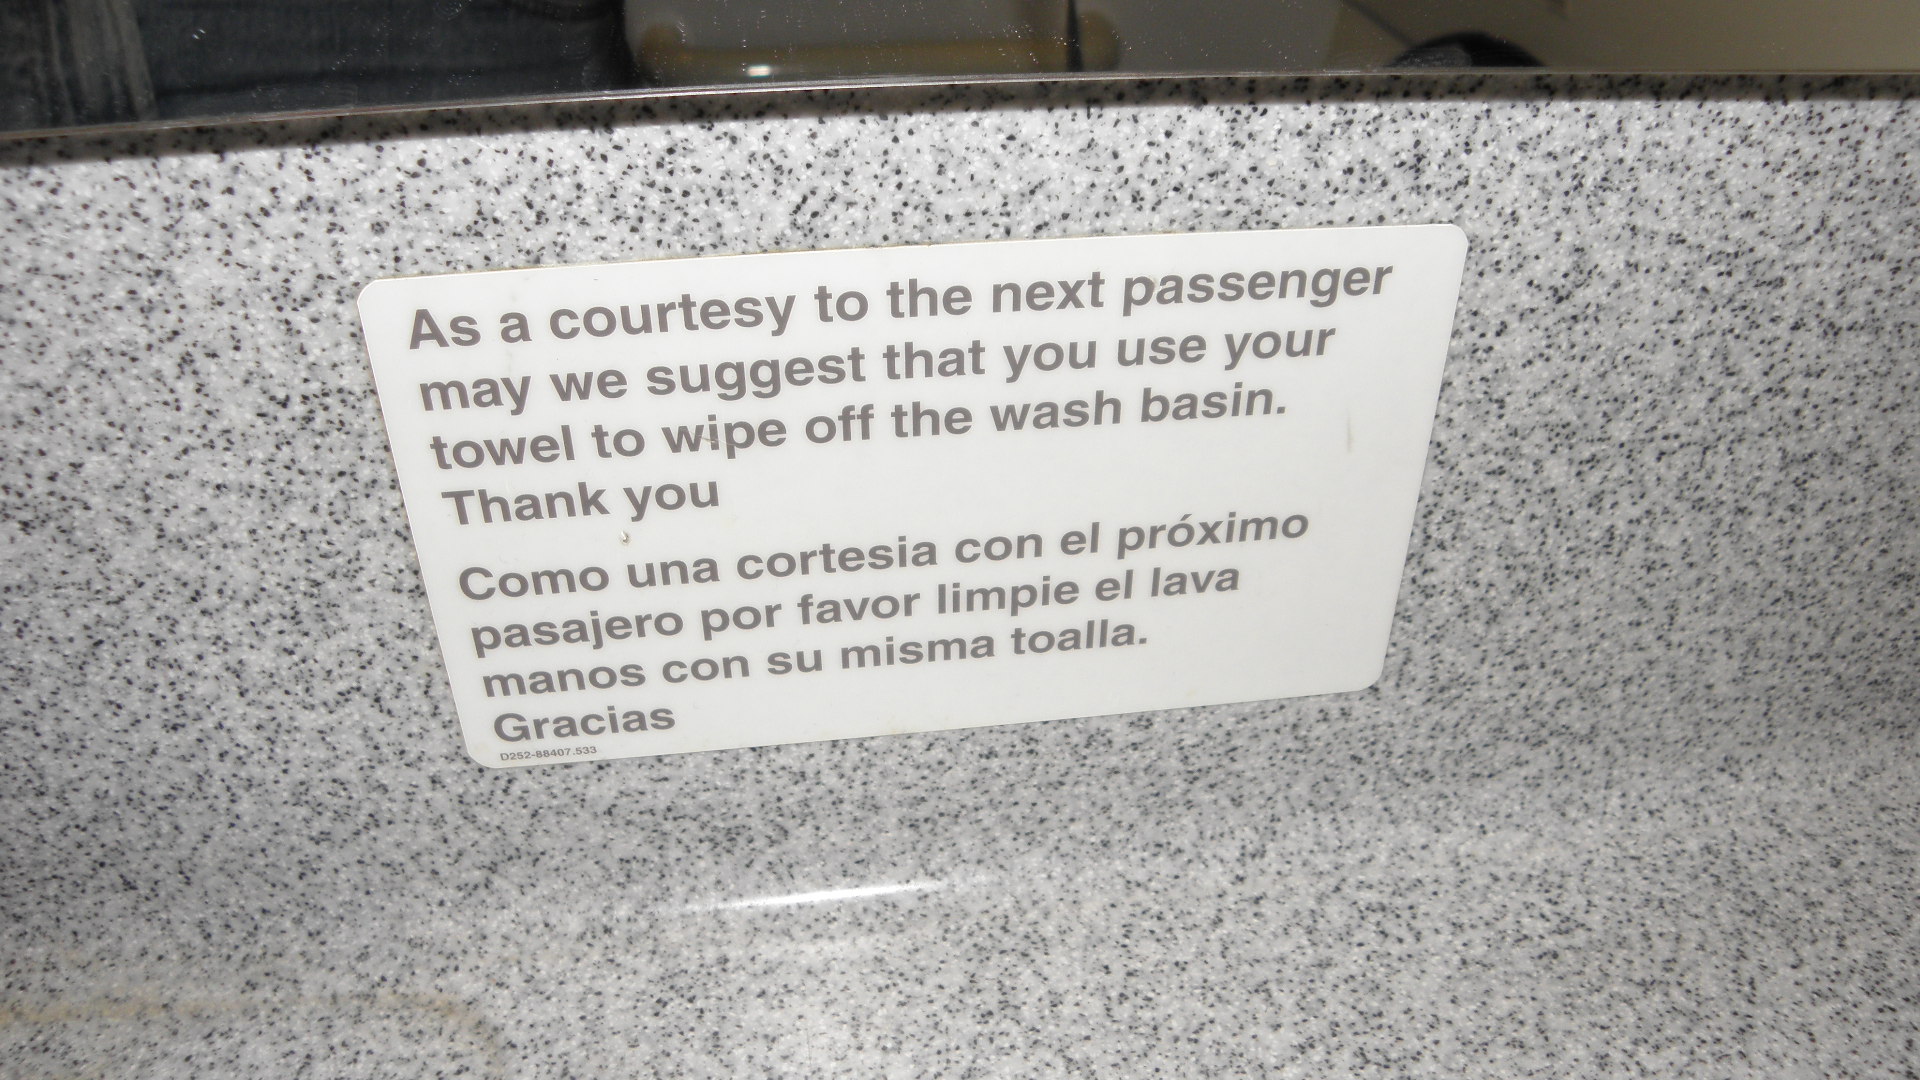 As a courtesy to the next passenger
may we suggest that you use your
towel to wipe off the wash basin.
Thank you
Como una cortesia con el próximo
pasajero por favor limpie el lava
manos con su misma toalla.
Gracias
D252-88407.533